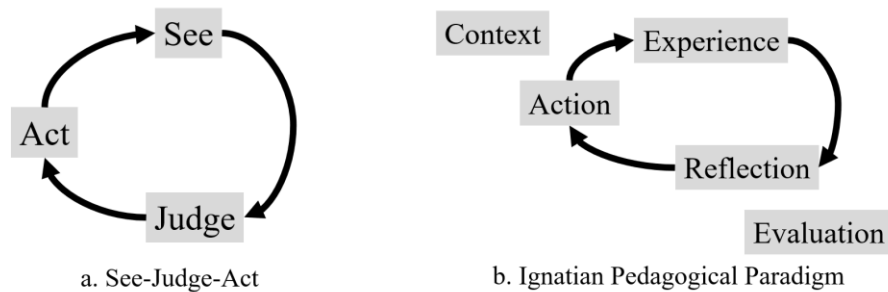 See
Act
Judge
a. See-Judge-Act
Context
Experience
Action
Reflection
Evaluation
b. Ignatian Pedagogical Paradigm